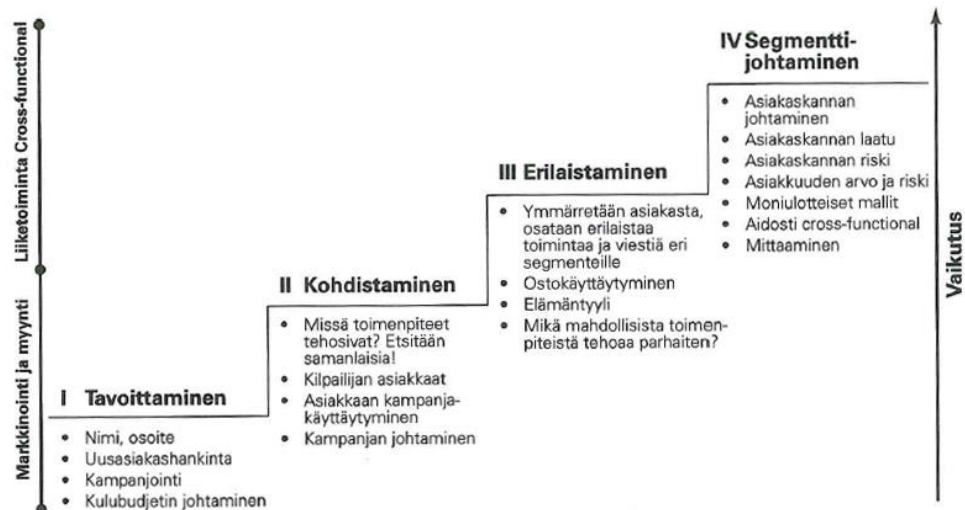 Liiketoiminta Cross-functional
Markkinointi ja myynti
I Tavoittaminen
• Nimi, osoite
• Uusasiakashankinta
• Kampanjointi
• Kulubudjetin johtaminen
II Kohdistaminen
• Missä toimenpiteet
tehosivat? Etsitään
samanlaisia!
• Kilpailijan asiakkaat
• Asiakkaan kampanja-
käyttäytyminen
• Kampanjan johtaminen
III Erilaistaminen
• Ymmärretään asiakasta,
osataan erilaistaa
toimintaa ja viestiä eri
segmenteille
• Ostokäyttäytyminen
• Elämäntyyli
• Mikä mahdollisista toimen-
piteistä tehoaa parhaiten?
IV Segmentti-
johtaminen
• Asiakaskannan
johtaminen
• Asiakaskannan laatu
• Asiakaskannan riski
• Asiakkuuden arvo ja riski
• Moniulotteiset mallit
• Aidosti cross-functional
• Mittaaminen
Vaikutus